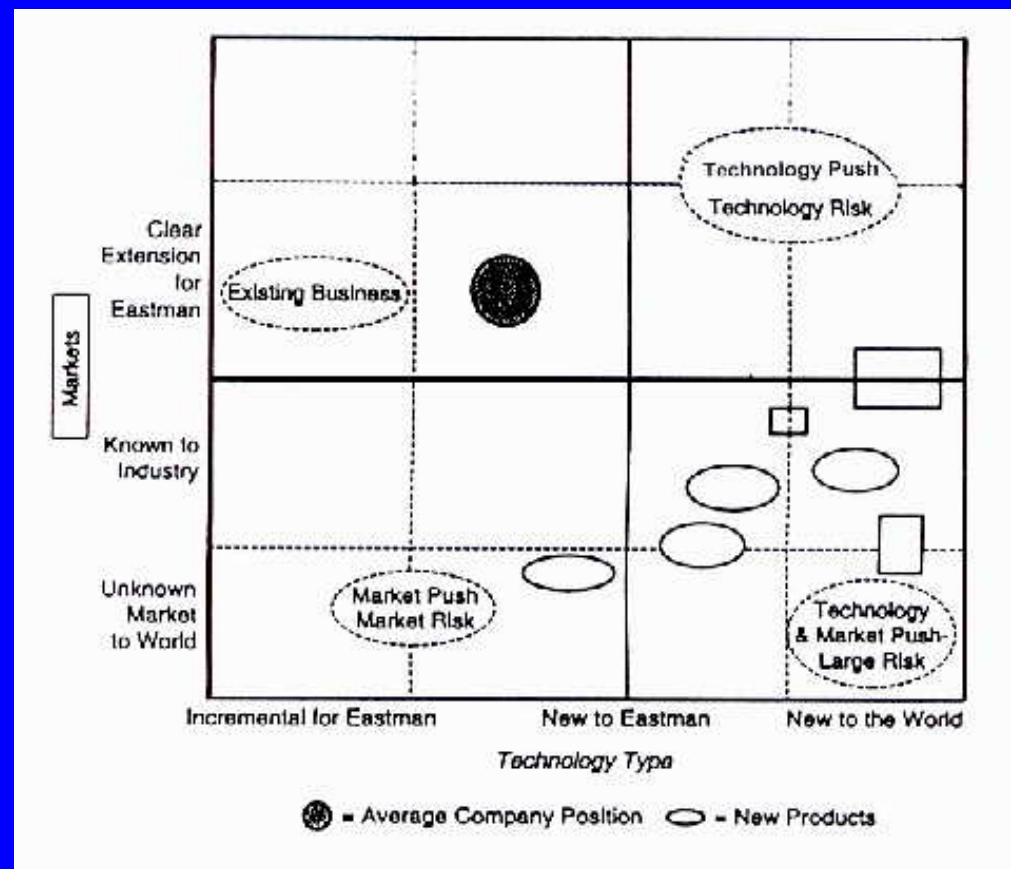 Technology Push
Technology Risk
Clear
Extension
for
Eastman
Existing Business
Markets
Known to
Industry
Unknown
Market
to World
Market Push
Market Risk
Technology
& Market Push-
Large Risk
Incremental for Eastman
New to Eastman
New to the World
Technology Type
= Average Company Position
= New Products